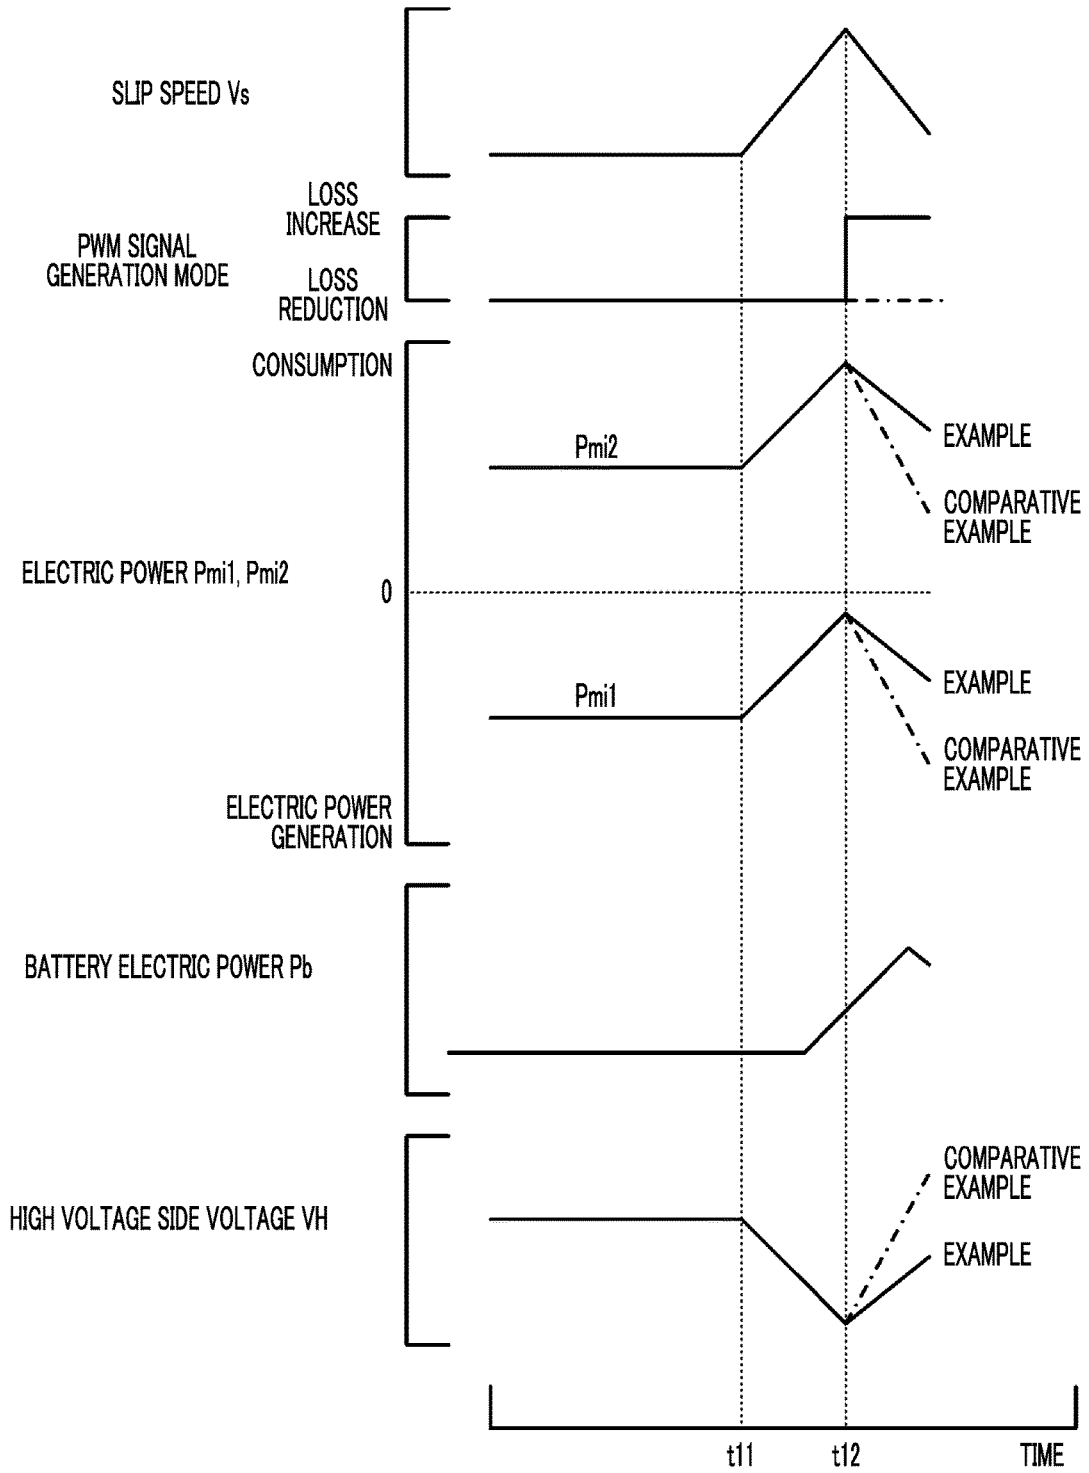 SLIP SPEED Vs
LOSS
INCREASE
PWM SIGNAL
GENERATION MODE
LOSS
REDUCTION
CONSUMPTION
Pmi2
EXAMPLE
COMPARATIVE
EXAMPLE
ELECTRIC POWER Pmi1, Pmi2
0
Pmi1
EXAMPLE
COMPARATIVE
EXAMPLE
ELECTRIC POWER
GENERATION
BATTERY ELECTRIC POWER Pb
COMPARATIVE
EXAMPLE
HIGH VOLTAGE SIDE VOLTAGE VH
EXAMPLE
t11
t12
TIME